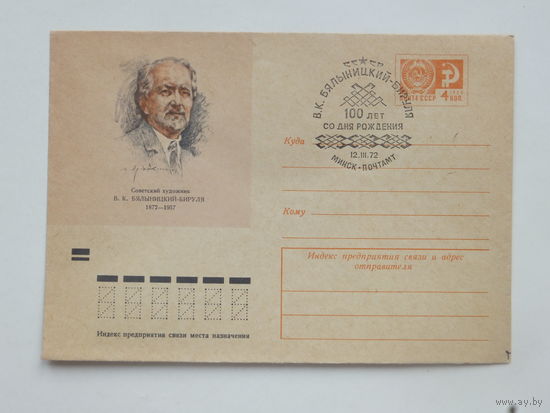 СССР
В.К. БЯЛЫНИЦКИЙ-БИРУЛЯ
100 ЛЕТ
СО ДНЯ РОЖДЕНИЯ
12.III.72
МИНСК-ПОЧТАМТ
ПОЧТА СССР
4 КОП.
Советский художник
В. К. БЯЛЫНИЦКИЙ-БИРУЛЯ
1872—1957
Куда
Кому
Индекс предприятия связи и адрес
отправителя
Индекс предприятия связи места назначения
www.ay.by